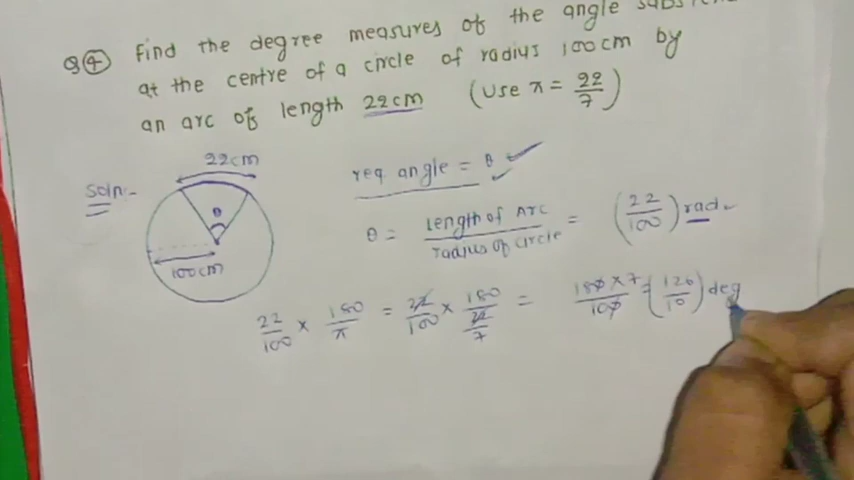 Q④ Find the degree measures of the angle
at the centre of a circle of radius 100cm by
an arc of length 22cm (Use π = 22/7)
Soln:-
22cm
θ
100cm
req angle = θ
θ = Length of Arc / radius of circle = (22/100) rad.
22/100 × 180/π = 22/100 × 180/(22/7) = 180 × 7 / 100 = (126/10) deg